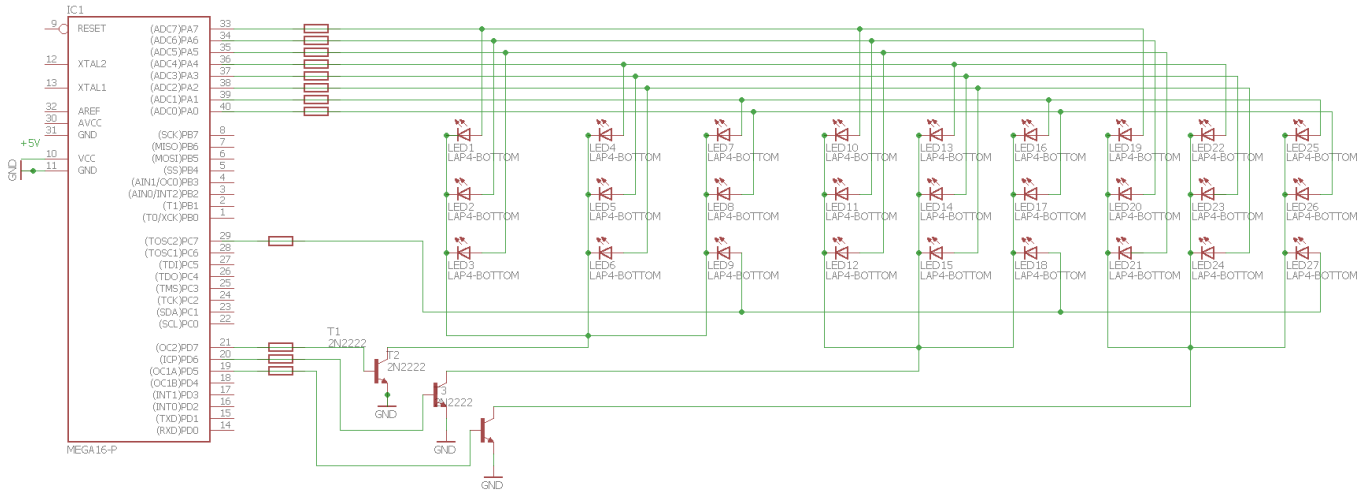 IC1
9 RESET
12 XTAL2
13 XTAL1
32 AREF
30 AVCC
31 GND
+5V
10 VCC
11 GND
GND
(ADC7)PA7 33
(ADC6)PA6 34
(ADC5)PA5 35
(ADC4)PA4 36
(ADC3)PA3 37
(ADC2)PA2 38
(ADC1)PA1 39
(ADC0)PA0 40
(SCK)PB7 8
(MISO)PB6 7
(MOSI)PB5 6
(SS)PB4 5
(AIN1/OC0)PB3 4
(AIN0/INT2)PB2 3
(T1)PB1 2
(T0/XCK)PB0 1
(TOSC2)PC7 29
(TOSC1)PC6 28
(TDI)PC5 27
(TDO)PC4 26
(TMS)PC3 25
(TCK)PC2 24
(SDA)PC1 23
(SCL)PC0 22
(OC2)PD7 21
(ICP)PD6 20
(OC1A)PD5 19
(OC1B)PD4 18
(INT1)PD3 17
(INT0)PD2 16
(TXD)PD1 15
(RXD)PD0 14
MEGA16-P
LED1 LED4 LED7 LED10 LED13 LED16 LED19 LED22 LED25
LAP4-BOTTOM LAP4-BOTTOM LAP4-BOTTOM LAP4-BOTTOM LAP4-BOTTOM LAP4-BOTTOM LAP4-BOTTOM LAP4-BOTTOM LAP4-BOTTOM
LED2 LED5 LED8 LED11 LED14 LED17 LED20 LED23 LED26
LAP4-BOTTOM LAP4-BOTTOM LAP4-BOTTOM LAP4-BOTTOM LAP4-BOTTOM LAP4-BOTTOM LAP4-BOTTOM LAP4-BOTTOM LAP4-BOTTOM
LED3 LED6 LED9 LED12 LED15 LED18 LED21 LED24 LED27
LAP4-BOTTOM LAP4-BOTTOM LAP4-BOTTOM LAP4-BOTTOM LAP4-BOTTOM LAP4-BOTTOM LAP4-BOTTOM LAP4-BOTTOM LAP4-BOTTOM
T1
2N2222
T2
2N2222
3
2N2222
GND
GND
GND